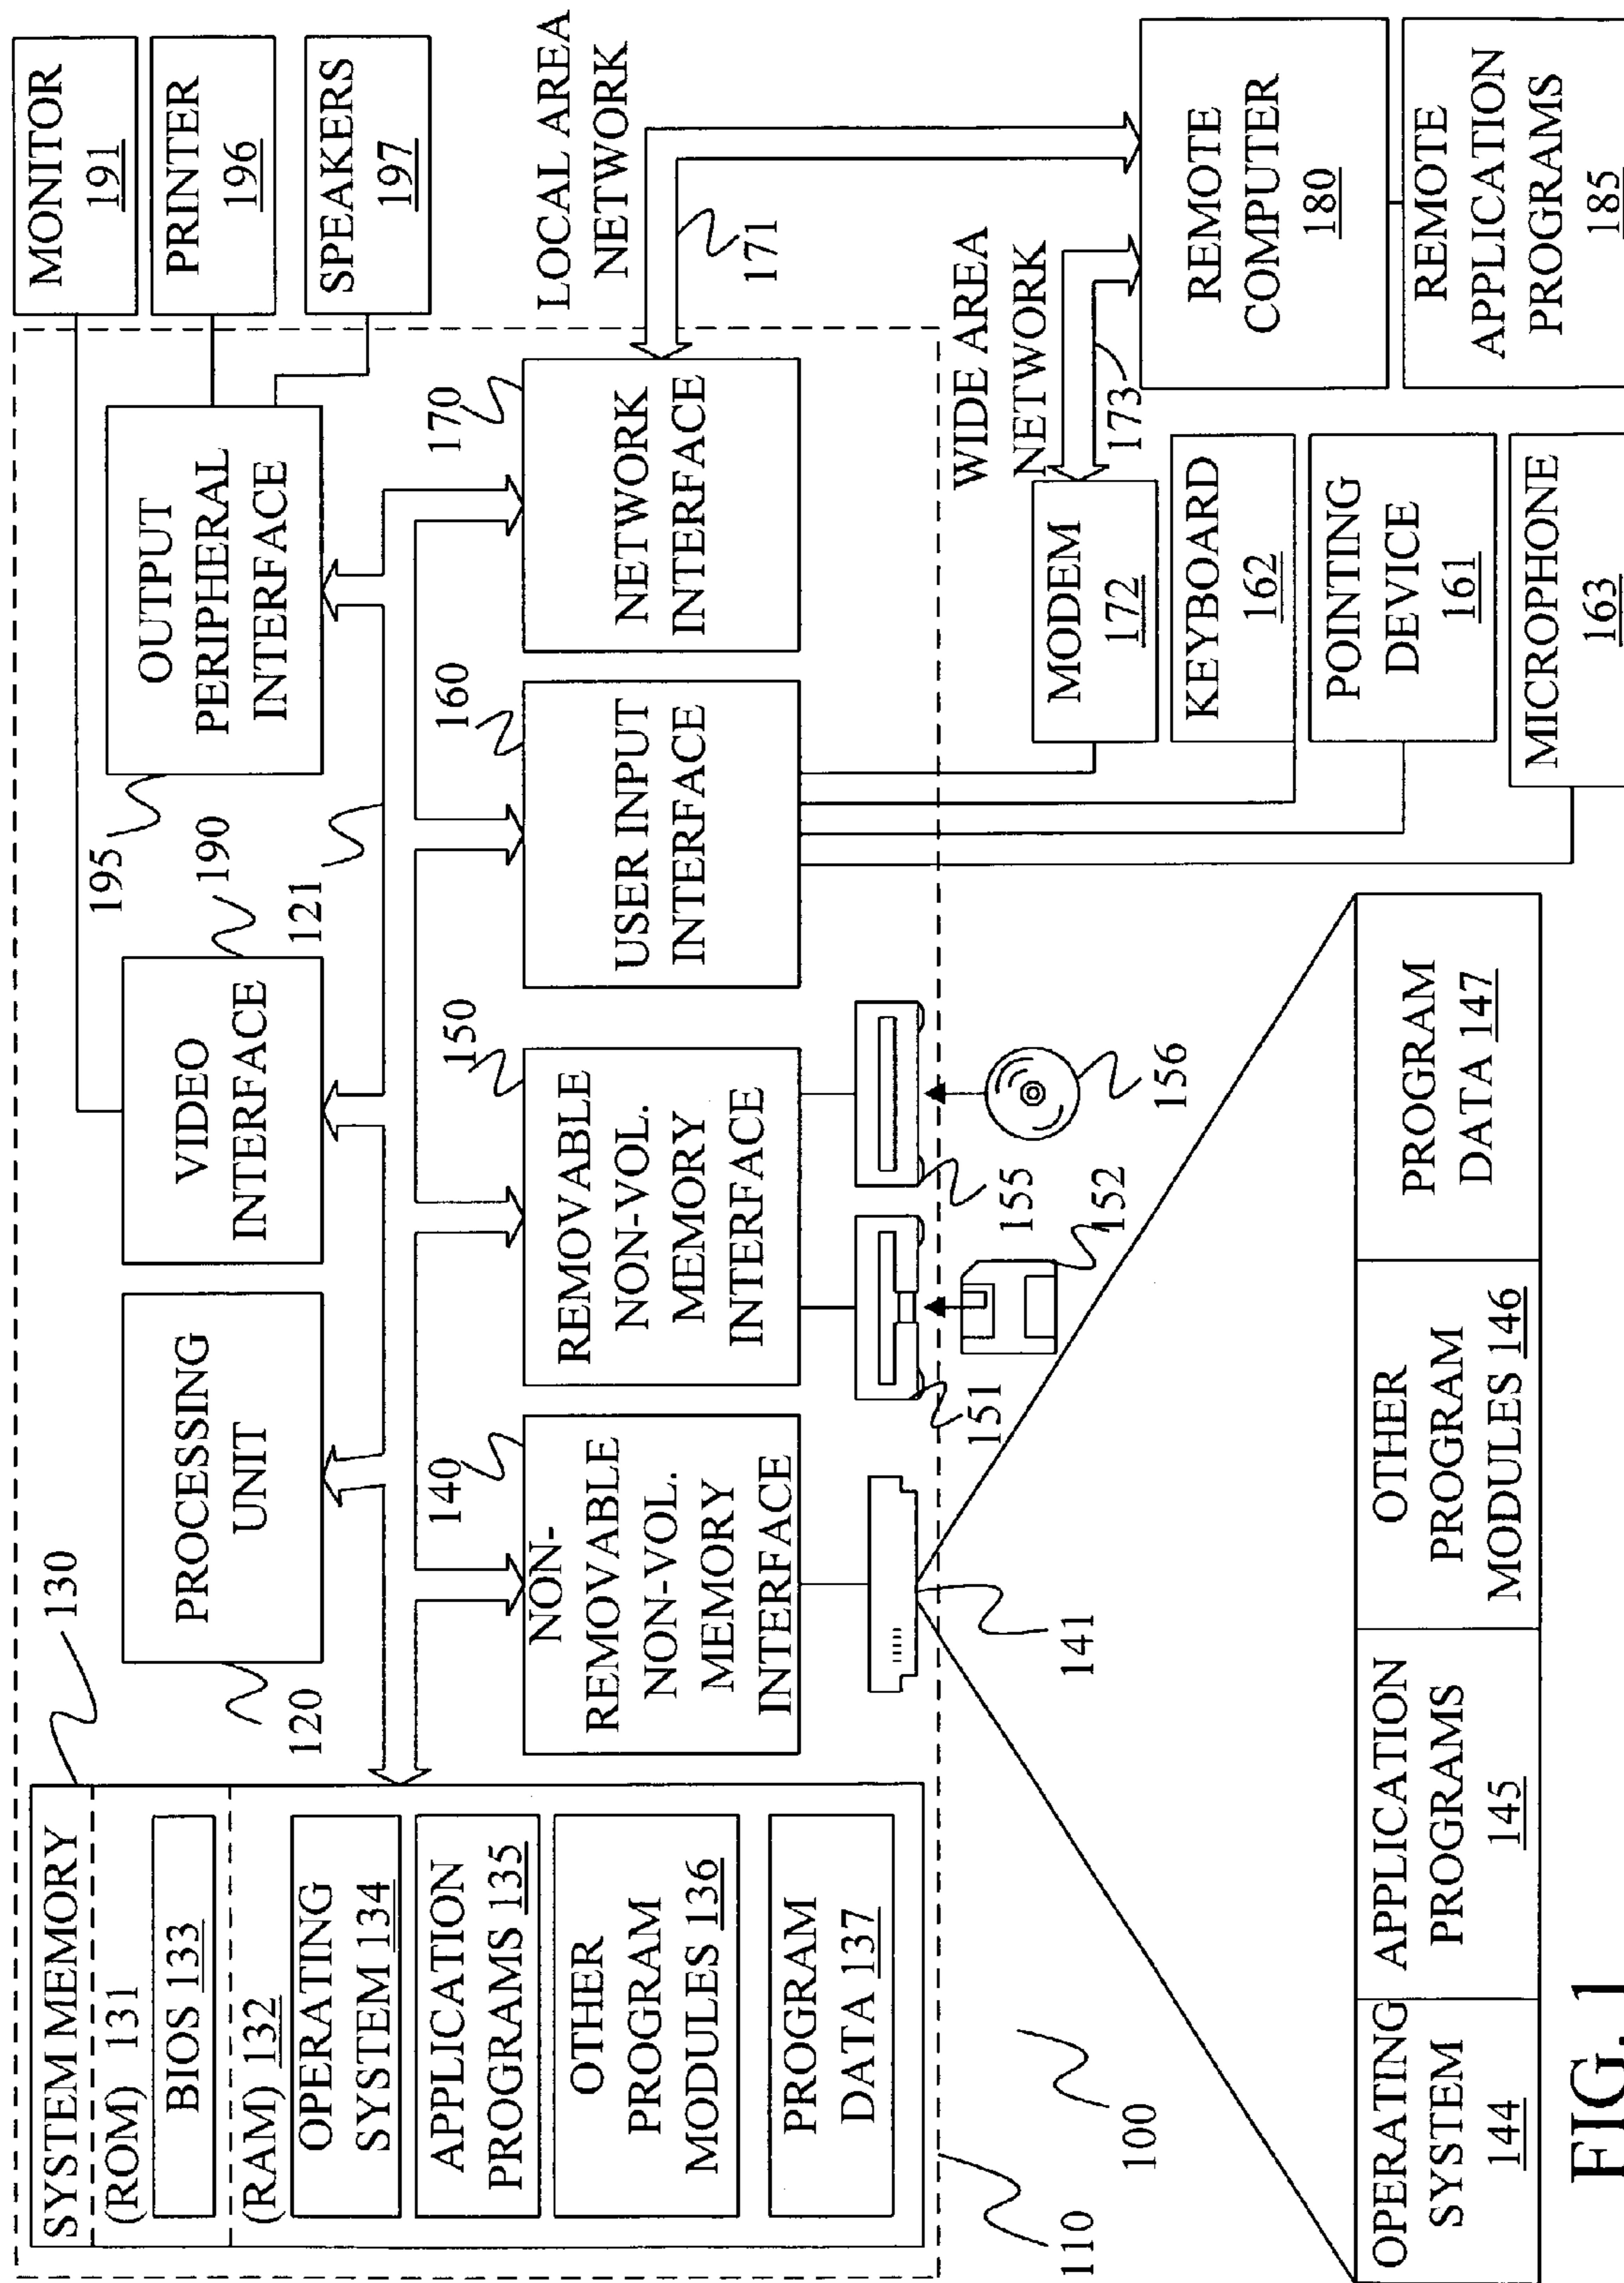 SYSTEM MEMORY
(ROM) 131
BIOS 133
(RAM) 132
OPERATING
SYSTEM 134
APPLICATION
PROGRAMS 135
OTHER
PROGRAM
MODULES 136
PROGRAM
DATA 137
130
PROCESSING
UNIT
120
VIDEO
INTERFACE
190
121
OUTPUT
PERIPHERAL
INTERFACE
195
MONITOR
191
PRINTER
196
SPEAKERS
197
140
NON-
REMOVABLE
NON-VOL.
MEMORY
INTERFACE
150
REMOVABLE
NON-VOL.
MEMORY
INTERFACE
160
USER INPUT
INTERFACE
170
NETWORK
INTERFACE
LOCAL AREA
NETWORK
171
WIDE AREA
NETWORK
173
141
151
152
155
156
MODEM
172
KEYBOARD
162
POINTING
DEVICE
161
MICROPHONE
163
REMOTE
COMPUTER
180
REMOTE
APPLICATION
PROGRAMS
185
110
100
OPERATING
SYSTEM
144
APPLICATION
PROGRAMS
145
OTHER
PROGRAM
MODULES 146
PROGRAM
DATA 147
FIG. 1